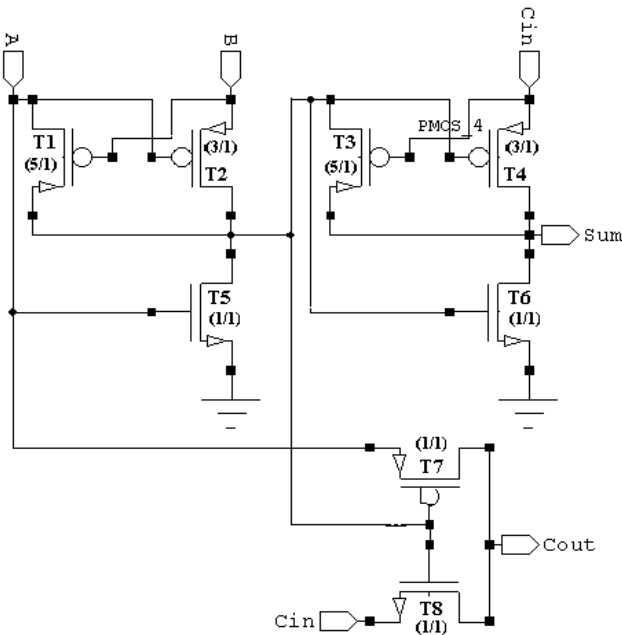 A
B
Cin
T1
(5/1)
(3/1)
T2
T3
(5/1)
PMOS_4
(3/1)
T4
Sum
T5
(1/1)
T6
(1/1)
(1/1)
T7
Cout
Cin
T8
(1/1)